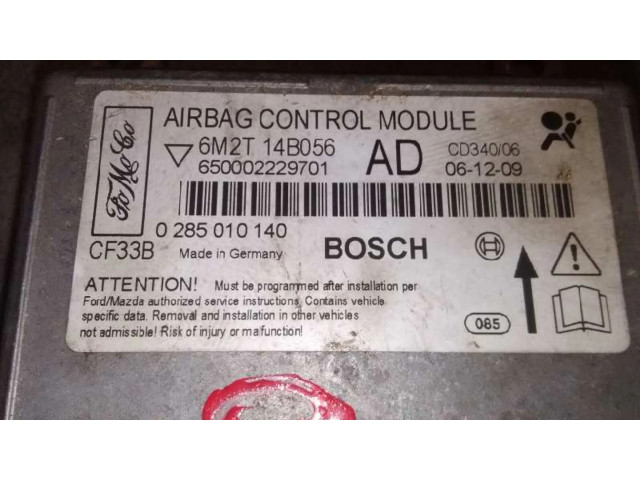 FoMoCo
AIRBAG CONTROL MODULE
6M2T 14B056 AD CD340/06
650002229701 06-12-09
0 285 010 140
CF33B Made in Germany BOSCH
ATTENTION! Must be programmed after installation per
Ford/Mazda authorized service instructions. Contains vehicle
specific data. Removal and installation in other vehicles
not admissible! Risk of injury or malfunction!
085